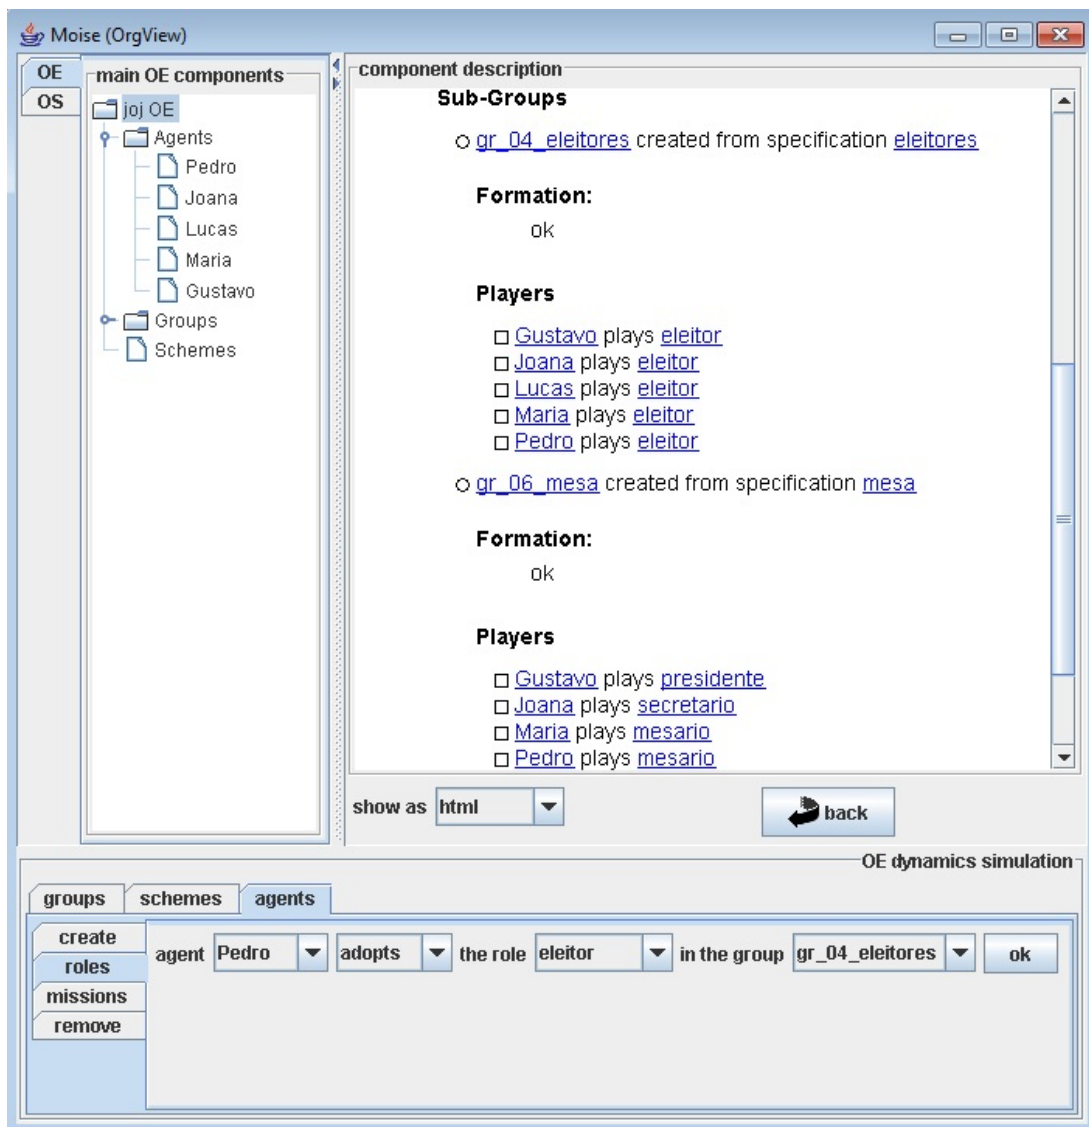 Moise (OrgView)
OE
OS
main OE components
joj OE
Agents
Pedro
Joana
Lucas
Maria
Gustavo
Groups
Schemes
component description
Sub-Groups
gr_04_eleitores created from specification eleitores
Formation:
ok
Players
Gustavo plays eleitor
Joana plays eleitor
Lucas plays eleitor
Maria plays eleitor
Pedro plays eleitor
gr_06_mesa created from specification mesa
Formation:
ok
Players
Gustavo plays presidente
Joana plays secretario
Maria plays mesario
Pedro plays mesario
show as html
back
OE dynamics simulation
groups schemes agents
create
roles
missions
remove
agent Pedro adopts the role eleitor in the group gr_04_eleitores ok